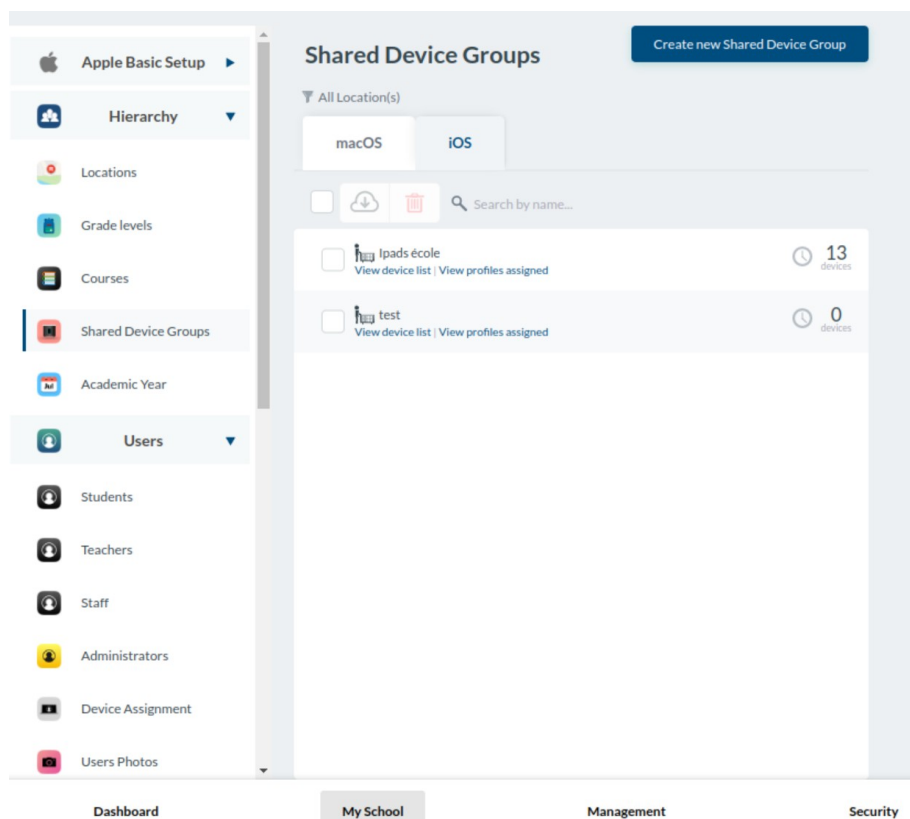 Apple Basic Setup
Hierarchy
Locations
Grade levels
Courses
Shared Device Groups
Academic Year
Users
Students
Teachers
Staff
Administrators
Device Assignment
Users Photos
Shared Device Groups
Create new Shared Device Group
All Location(s)
macOS
iOS
Search by name...
Ipads école
View device list | View profiles assigned
13
devices
test
View device list | View profiles assigned
0
devices
Dashboard
My School
Management
Security